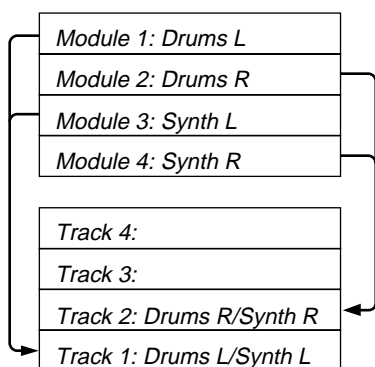 Module 1: Drums L
Module 2: Drums R
Module 3: Synth L
Module 4: Synth R
Track 4:
Track 3:
Track 2: Drums R/Synth R
Track 1: Drums L/Synth L